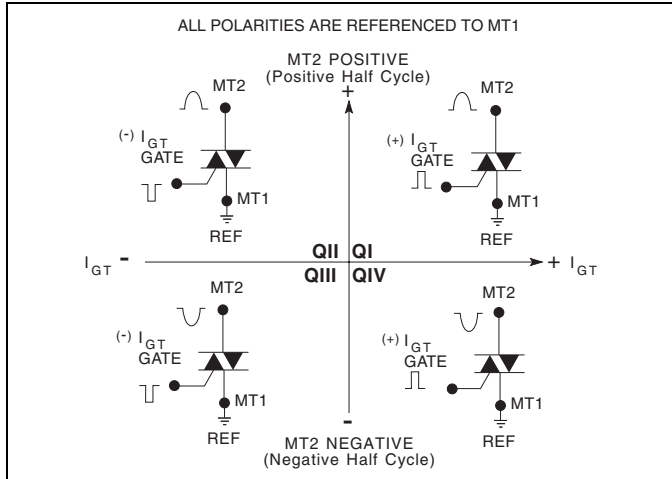 ALL POLARITIES ARE REFERENCED TO MT1
MT2 POSITIVE
(Positive Half Cycle)
+
MT2
(-) IGT
GATE
MT1
REF
MT2
(+) IGT
GATE
MT1
REF
IGT -
QII QI
QIII QIV
+ IGT
MT2
(-) IGT
GATE
MT1
REF
MT2
(+) IGT
GATE
MT1
REF
-
MT2 NEGATIVE
(Negative Half Cycle)